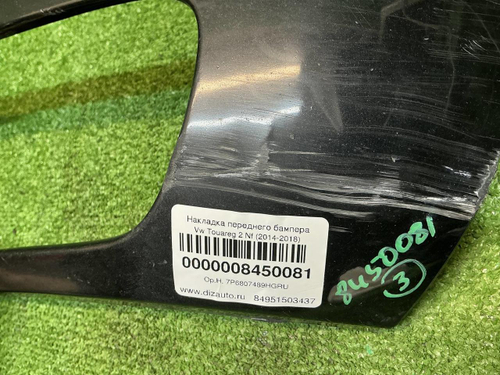 Накладка переднего бампера
Vw Touareg 2 Nf (2014-2018)
0000008450081
Ор.Н. 7P6807489HGRU
www.dizauto.ru 84951503437
8450081
3